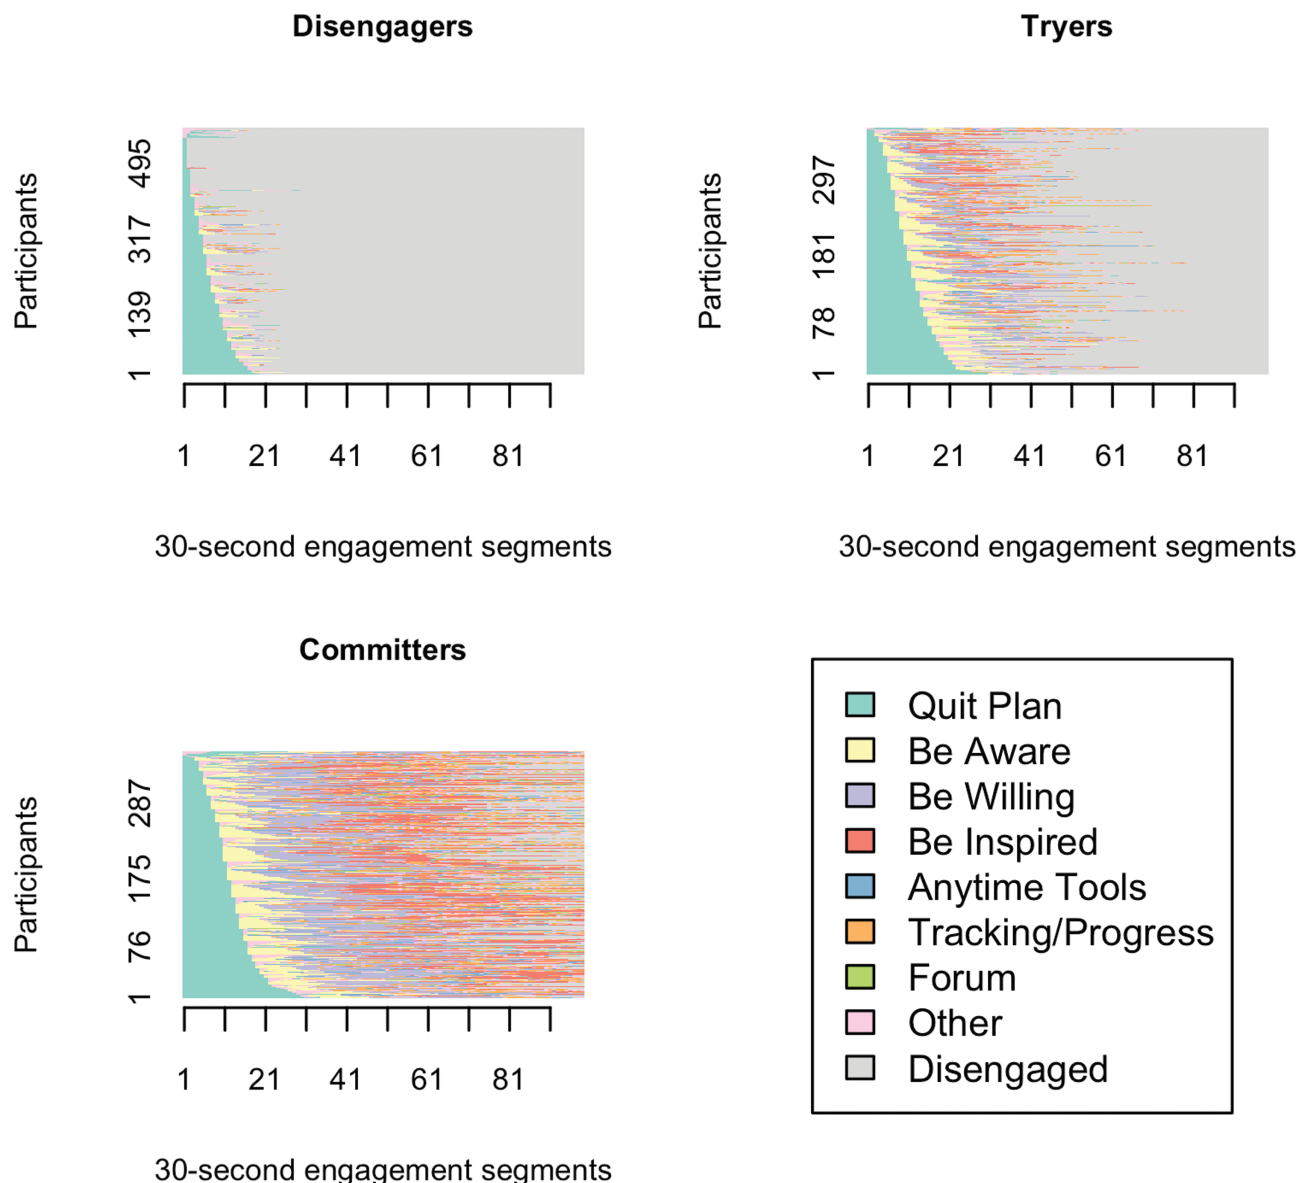 Disengagers
Participants
1 139 317 495
1 21 41 61 81
30-second engagement segments
Tryers
Participants
1 78 181 297
1 21 41 61 81
30-second engagement segments
Committers
Participants
1 76 175 287
1 21 41 61 81
30-second engagement segments
Quit Plan
Be Aware
Be Willing
Be Inspired
Anytime Tools
Tracking/Progress
Forum
Other
Disengaged